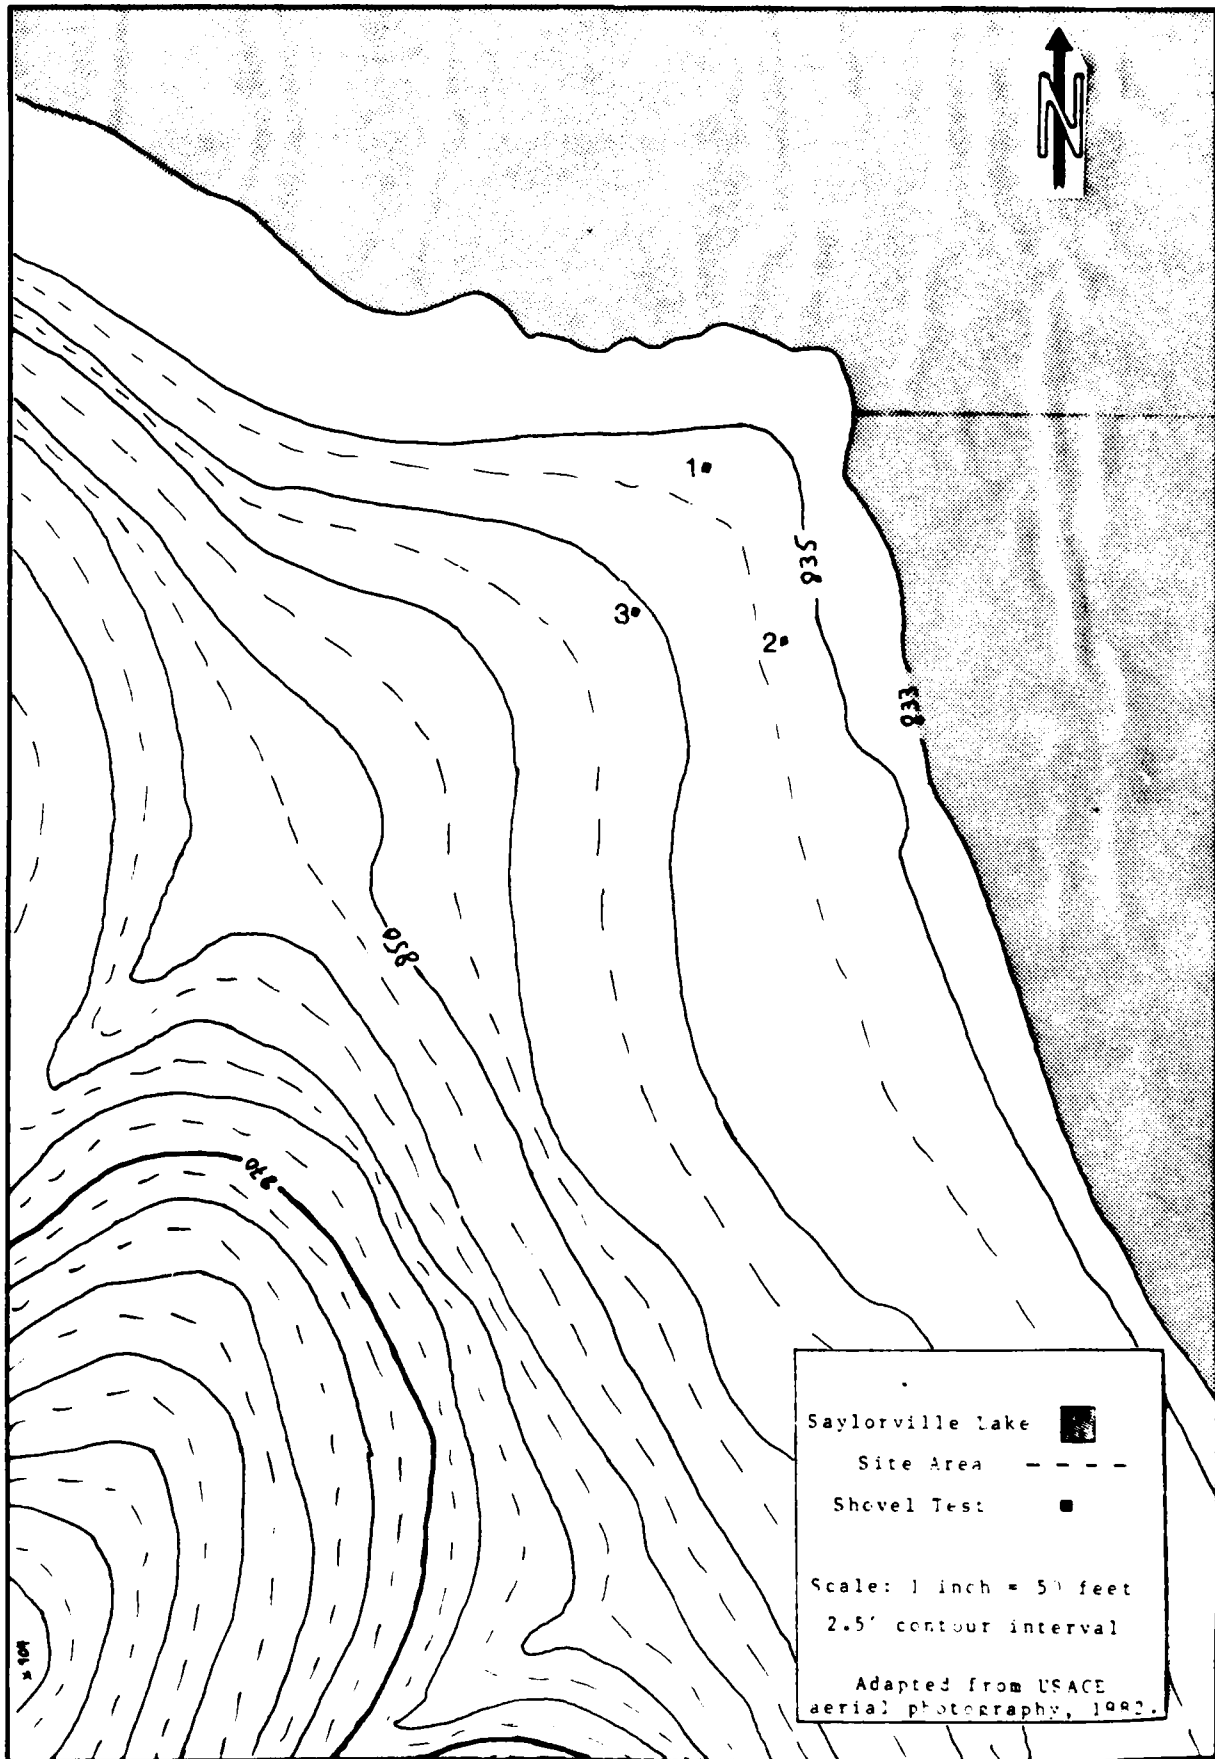 N
1
835
3
2
833
850
Saylorville Lake
Site Area
Shovel Test
Scale: 1 inch = 50 feet
2.5' contour interval
Adapted from USACE
aerial photography, 1982.